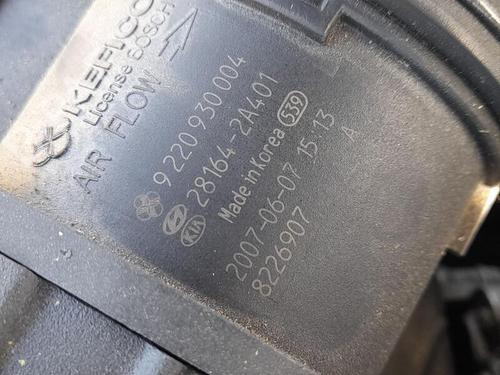 KEFICO
License Bosch
AIR FLOW
9 220 930 004
28164-2A401
KIA
Made in Korea 539
2007-06-07 15:13
8226907 A